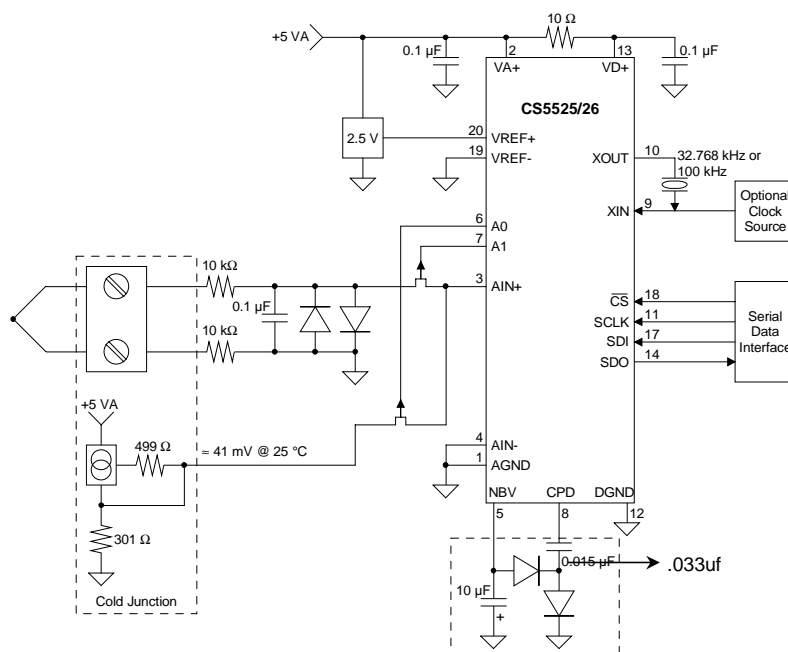 10 Ω
+5 VA
0.1 µF
2
13
0.1 µF
VA+
VD+
CS5525/26
2.5 V
20
VREF+
19
VREF-
XOUT
10
32.768 kHz or
100 kHz
9
XIN
Optional
Clock
Source
6
A0
7
A1
10 kΩ
3
AIN+
0.1 µF
10 kΩ
CS
18
SCLK
11
SDI
17
SDO
14
Serial
Data
Interface
+5 VA
499 Ω
≈ 41 mV @ 25 °C
4
AIN-
1
AGND
301 Ω
Cold Junction
NBV
CPD
DGND
5
8
12
0.015 µF
.033uf
10 µF
+